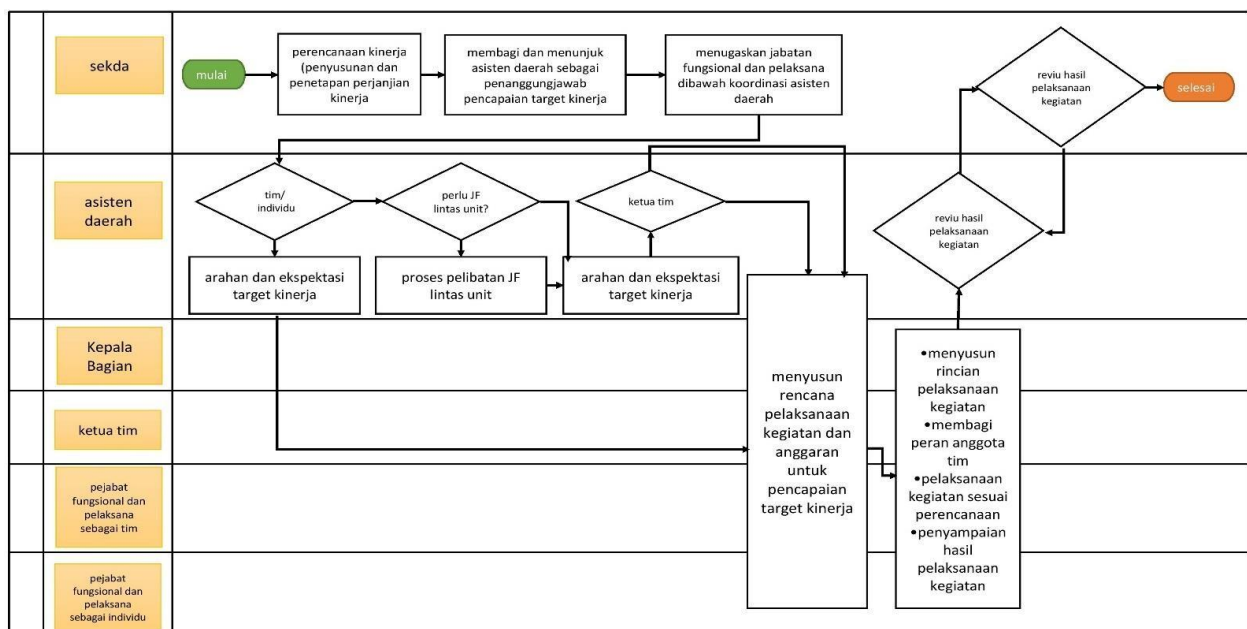 sekda
mulai
perencanaan kinerja
(penyusunan dan
penetapan perjanjian
kinerja
membagi dan menunjuk
asisten daerah sebagai
penanggungjawab
pencapaian target kinerja
menugaskan jabatan
fungsional dan pelaksana
dibawah koordinasi asisten
daerah
reviu hasil
pelaksanaan
kegiatan
selesai
asisten
daerah
tim/
individu
perlu JF
lintas unit?
ketua tim
reviu hasil
pelaksanaan
kegiatan
arahan dan ekspektasi
target kinerja
proses pelibatan JF
lintas unit
arahan dan ekspektasi
target kinerja
Kepala
Bagian
ketua tim
pejabat
fungsional dan
pelaksana
sebagai tim
pejabat
fungsional dan
pelaksana
sebagai individu
menyusun
rencana
pelaksanaan
kegiatan dan
anggaran
untuk
pencapaian
target kinerja
•menyusun
rincian
pelaksanaan
kegiatan
•membagi
peran anggota
tim
•pelaksanaan
kegiatan sesuai
perencanaan
•penyampaian
hasil
pelaksanaan
kegiatan